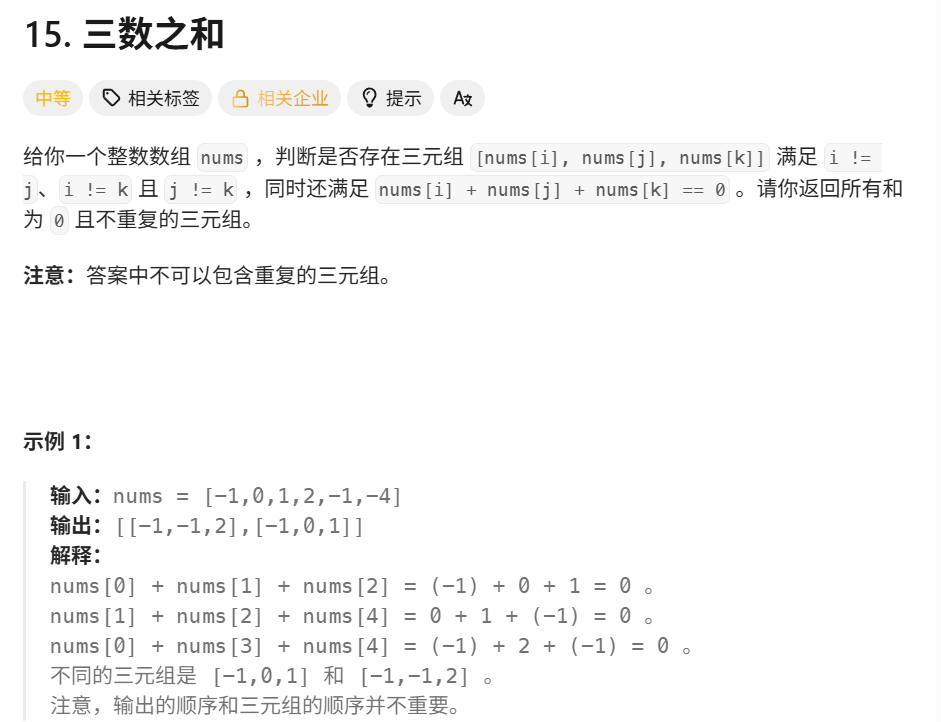 15. 三数之和
中等 相关标签 相关企业 提示 A文
给你一个整数数组 nums ，判断是否存在三元组 [nums[i], nums[j], nums[k]] 满足 i !=
j、i != k 且 j != k ，同时还满足 nums[i] + nums[j] + nums[k] == 0 。请你返回所有和
为 0 且不重复的三元组。
注意：答案中不可以包含重复的三元组。
示例 1：
输入：nums = [-1,0,1,2,-1,-4]
输出：[[-1,-1,2],[-1,0,1]]
解释：
nums[0] + nums[1] + nums[2] = (-1) + 0 + 1 = 0 。
nums[1] + nums[2] + nums[4] = 0 + 1 + (-1) = 0 。
nums[0] + nums[3] + nums[4] = (-1) + 2 + (-1) = 0 。
不同的三元组是 [-1,0,1] 和 [-1,-1,2] 。
注意，输出的顺序和三元组的顺序并不重要。